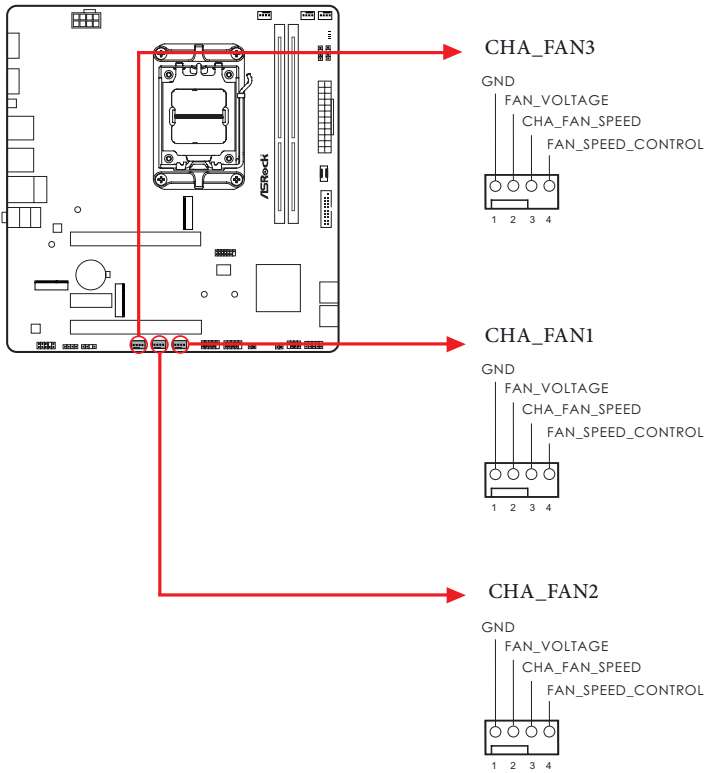 ASRock
CHA_FAN3
GND
FAN_VOLTAGE
CHA_FAN_SPEED
FAN_SPEED_CONTROL
1 2 3 4
CHA_FAN1
GND
FAN_VOLTAGE
CHA_FAN_SPEED
FAN_SPEED_CONTROL
1 2 3 4
CHA_FAN2
GND
FAN_VOLTAGE
CHA_FAN_SPEED
FAN_SPEED_CONTROL
1 2 3 4